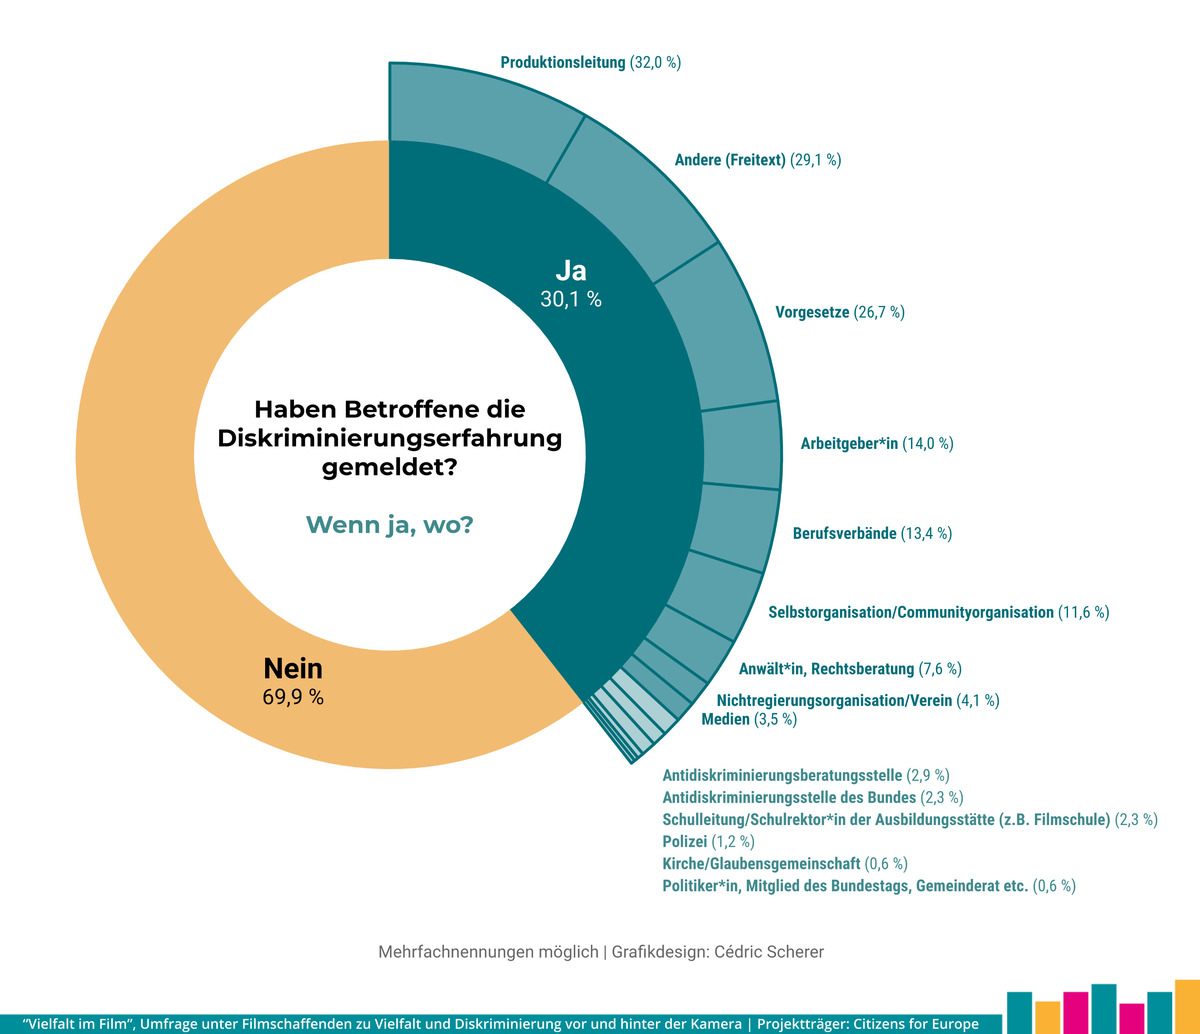 Produktionsleitung (32,0 %)
Andere (Freitext) (29,1 %)
Ja
30,1 %
Vorgesetze (26,7 %)
Haben Betroffene die
Diskriminierungserfahrung
gemeldet?
Wenn ja, wo?
Arbeitgeber*in (14,0 %)
Berufsverbände (13,4 %)
Selbstorganisation/Communityorganisation (11,6 %)
Nein
69,9 %
Anwält*in, Rechtsberatung (7,6 %)
Nichtregierungsorganisation/Verein (4,1 %)
Medien (3,5 %)
Antidiskriminierungsberatungsstelle (2,9 %)
Antidiskriminierungsstelle des Bundes (2,3 %)
Schulleitung/Schulrektor*in der Ausbildungsstätte (z.B. Filmschule) (2,3 %)
Polizei (1,2 %)
Kirche/Glaubensgemeinschaft (0,6 %)
Politiker*in, Mitglied des Bundestags, Gemeinderat etc. (0,6 %)
Mehrfachnennungen möglich | Grafikdesign: Cédric Scherer
“Vielfalt im Film”, Umfrage unter Filmschaffenden zu Vielfalt und Diskriminierung vor und hinter der Kamera | Projektträger: Citizens for Europe